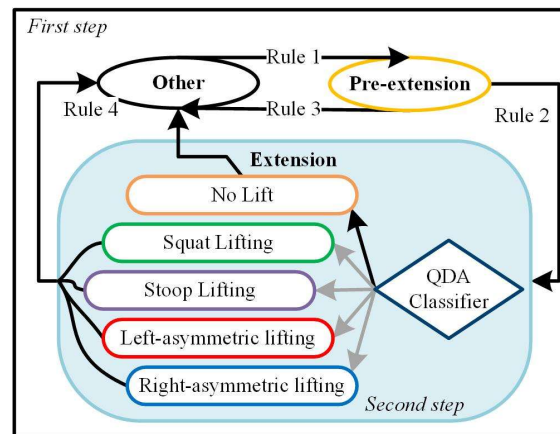 First step
Rule 1
Other
Pre-extension
Rule 4
Rule 3
Rule 2
Extension
No Lift
Squat Lifting
QDA
Classifier
Stoop Lifting
Left-asymmetric lifting
Right-asymmetric lifting
Second step